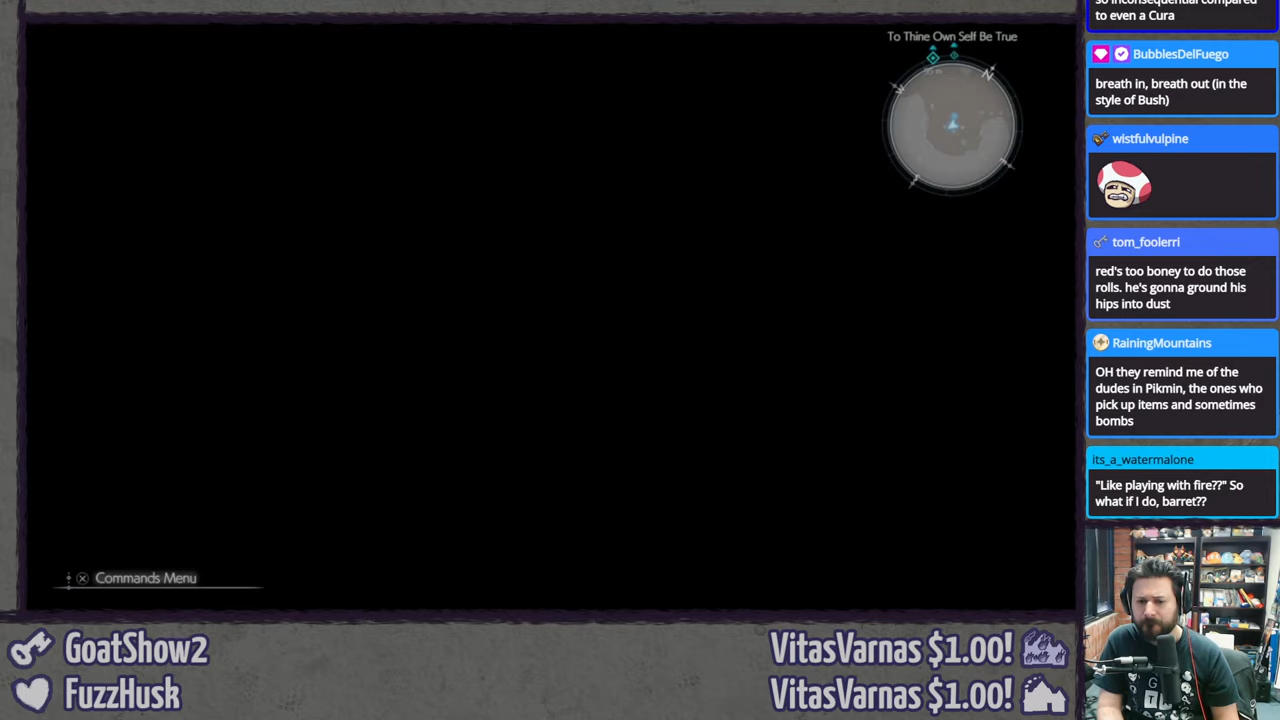 To Thine Own Self Be True
N
Commands Menu
so inconsequential compared
to even a Cura
BubblesDelFuego
breath in, breath out (in the
style of Bush)
wistfulvulpine
tom_foolerri
red's too boney to do those
rolls. he's gonna ground his
hips into dust
RainingMountains
OH they remind me of the
dudes in Pikmin, the ones who
pick up items and sometimes
bombs
its_a_watermalone
"Like playing with fire??" So
what if I do, barret??
GoatShow2
FuzzHusk
VitasVarnas $1.00!
VitasVarnas $1.00!